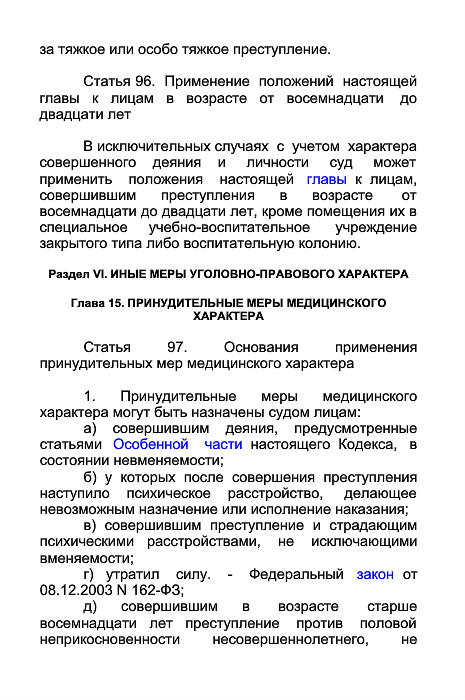 за тяжкое или особо тяжкое преступление.
Статья 96. Применение положений настоящей
главы к лицам в возрасте от восемнадцати до
двадцати лет
В исключительных случаях с учетом характера
совершенного деяния и личности суд может
применить положения настоящей главы к лицам,
совершившим преступления в возрасте от
восемнадцати до двадцати лет, кроме помещения их в
специальное учебно-воспитательное учреждение
закрытого типа либо воспитательную колонию.
Раздел VI. ИНЫЕ МЕРЫ УГОЛОВНО-ПРАВОВОГО ХАРАКТЕРА
Глава 15. ПРИНУДИТЕЛЬНЫЕ МЕРЫ МЕДИЦИНСКОГО
ХАРАКТЕРА
Статья 97. Основания применения
принудительных мер медицинского характера
1. Принудительные меры медицинского
характера могут быть назначены судом лицам:
а) совершившим деяния, предусмотренные
статьями Особенной части настоящего Кодекса, в
состоянии невменяемости;
б) у которых после совершения преступления
наступило психическое расстройство, делающее
невозможным назначение или исполнение наказания;
в) совершившим преступление и страдающим
психическими расстройствами, не исключающими
вменяемости;
г) утратил силу. - Федеральный закон от
08.12.2003 N 162-ФЗ;
д) совершившим в возрасте старше
восемнадцати лет преступление против половой
неприкосновенности несовершеннолетнего, не